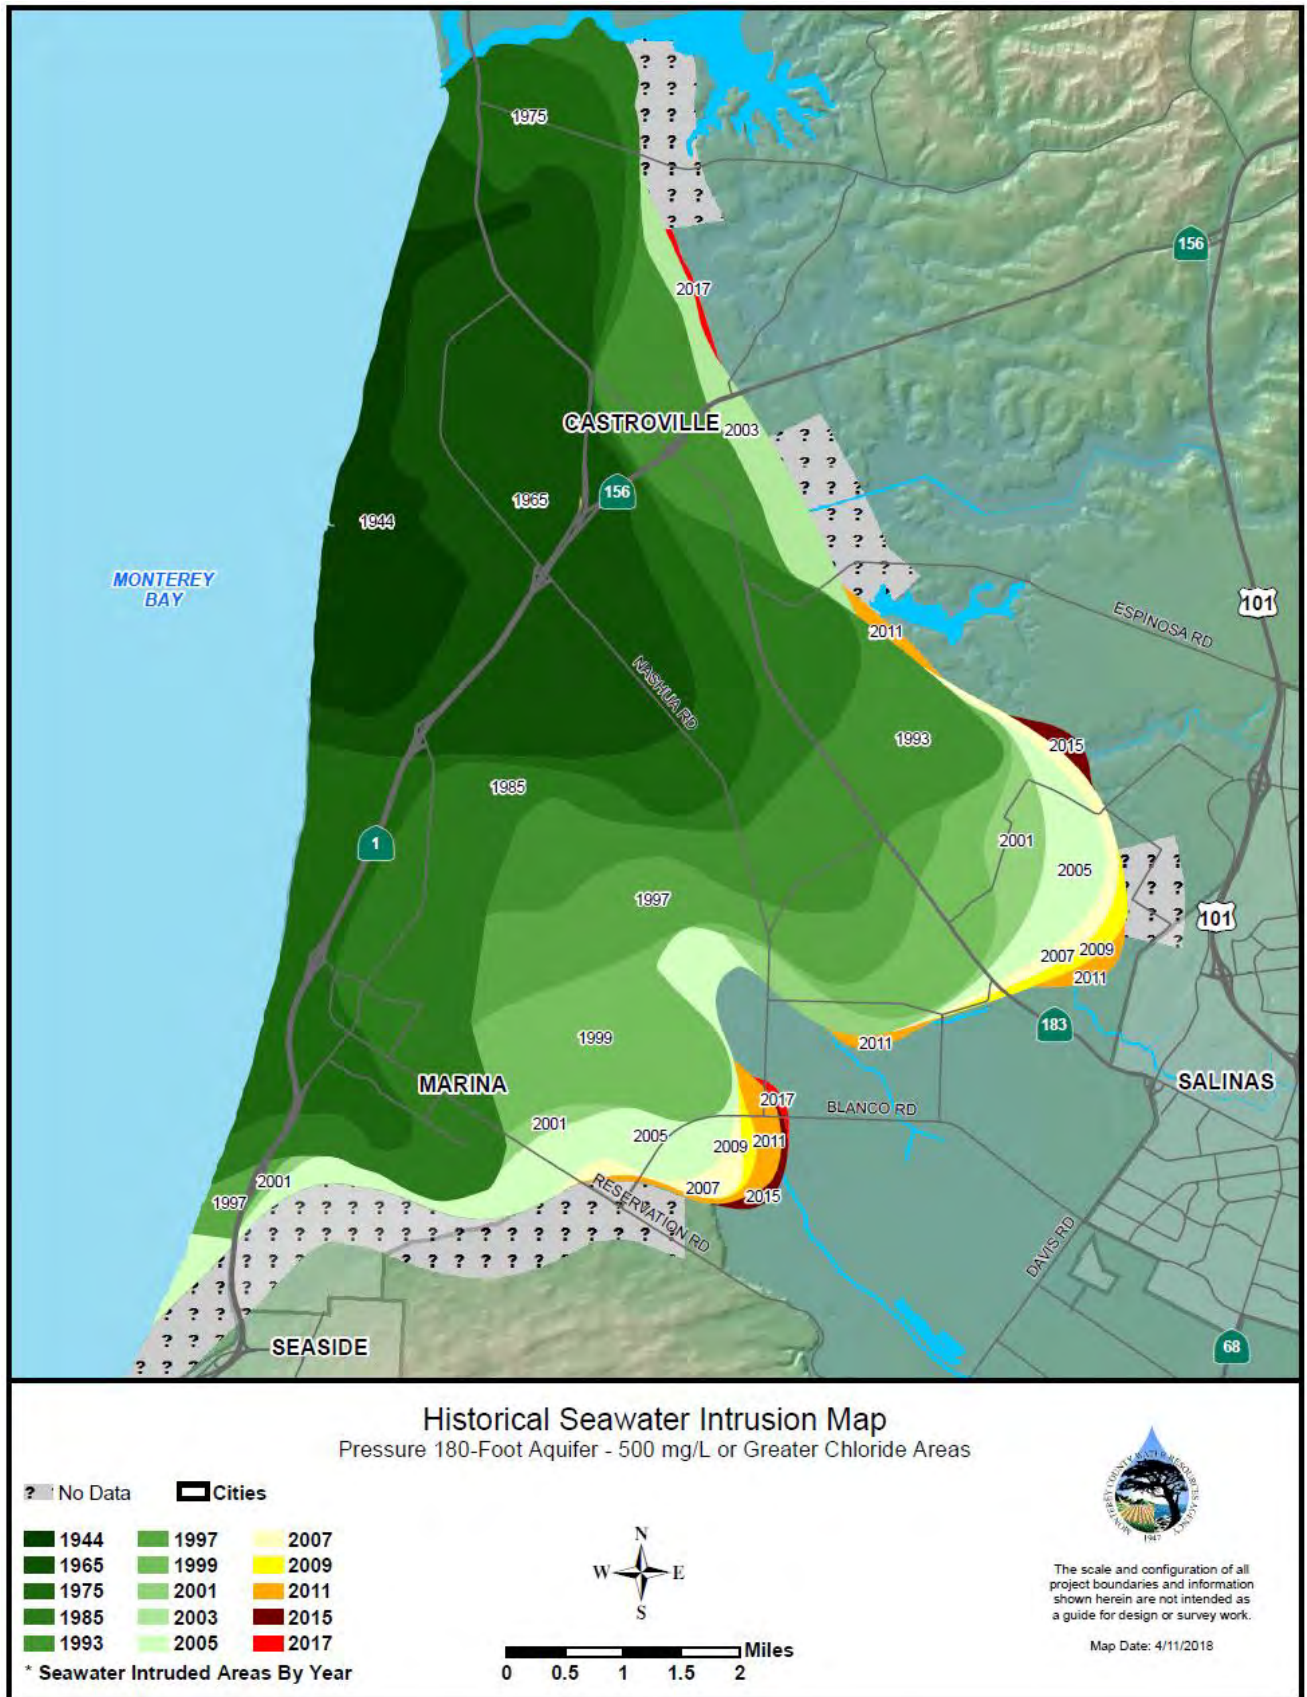 1975
156
2017
CASTROVILLE
2003
156
1965
1944
MONTEREY
BAY
101
ESPINOSA RD
2011
NASHUA RD
1993
2015
1985
1
2001
2005
1997
101
2007
2009
2011
183
1999
2011
SALINAS
MARINA
2017
BLANCO RD
2001
2005
2009
2011
2007
2015
2001
1997
RESERVATION RD
DAVIS RD
SEASIDE
68
Historical Seawater Intrusion Map
Pressure 180-Foot Aquifer - 500 mg/L or Greater Chloride Areas
? No Data
Cities
1944
1965
1975
1985
1993
1997
1999
2001
2003
2005
2007
2009
2011
2015
2017
* Seawater Intruded Areas By Year
N
W E
S
Miles
0 0.5 1 1.5 2
MONTEREY COUNTY WATER RESOURCES AGENCY
1947
The scale and configuration of all
project boundaries and information
shown herein are not intended as
a guide for design or survey work.
Map Date: 4/11/2018